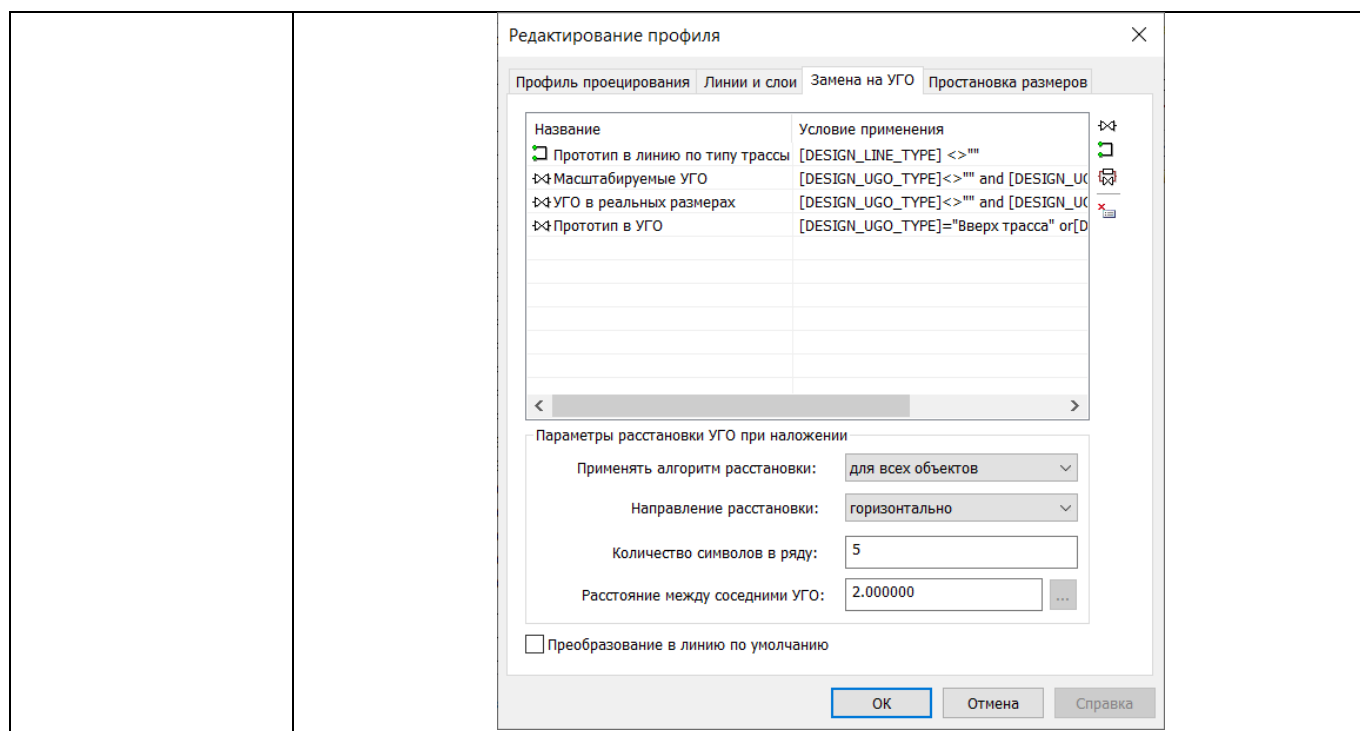 Редактирование профиля
Профиль проецирования Линии и слои Замена на УГО Простановка размеров
Название Условие применения
Прототип в линию по типу трассы [DESIGN_LINE_TYPE] <>""
Масштабируемые УГО [DESIGN_UGO_TYPE]<>"" and [DESIGN_U
УГО в реальных размерах [DESIGN_UGO_TYPE]<>"" and [DESIGN_U
Прототип в УГО [DESIGN_UGO_TYPE]="Вверх трасса" or[D
Параметры расстановки УГО при наложении
Применять алгоритм расстановки: для всех объектов
Направление расстановки: горизонтально
Количество символов в ряду: 5
Расстояние между соседними УГО: 2.000000 ...
Преобразование в линию по умолчанию
ОК Отмена Справка